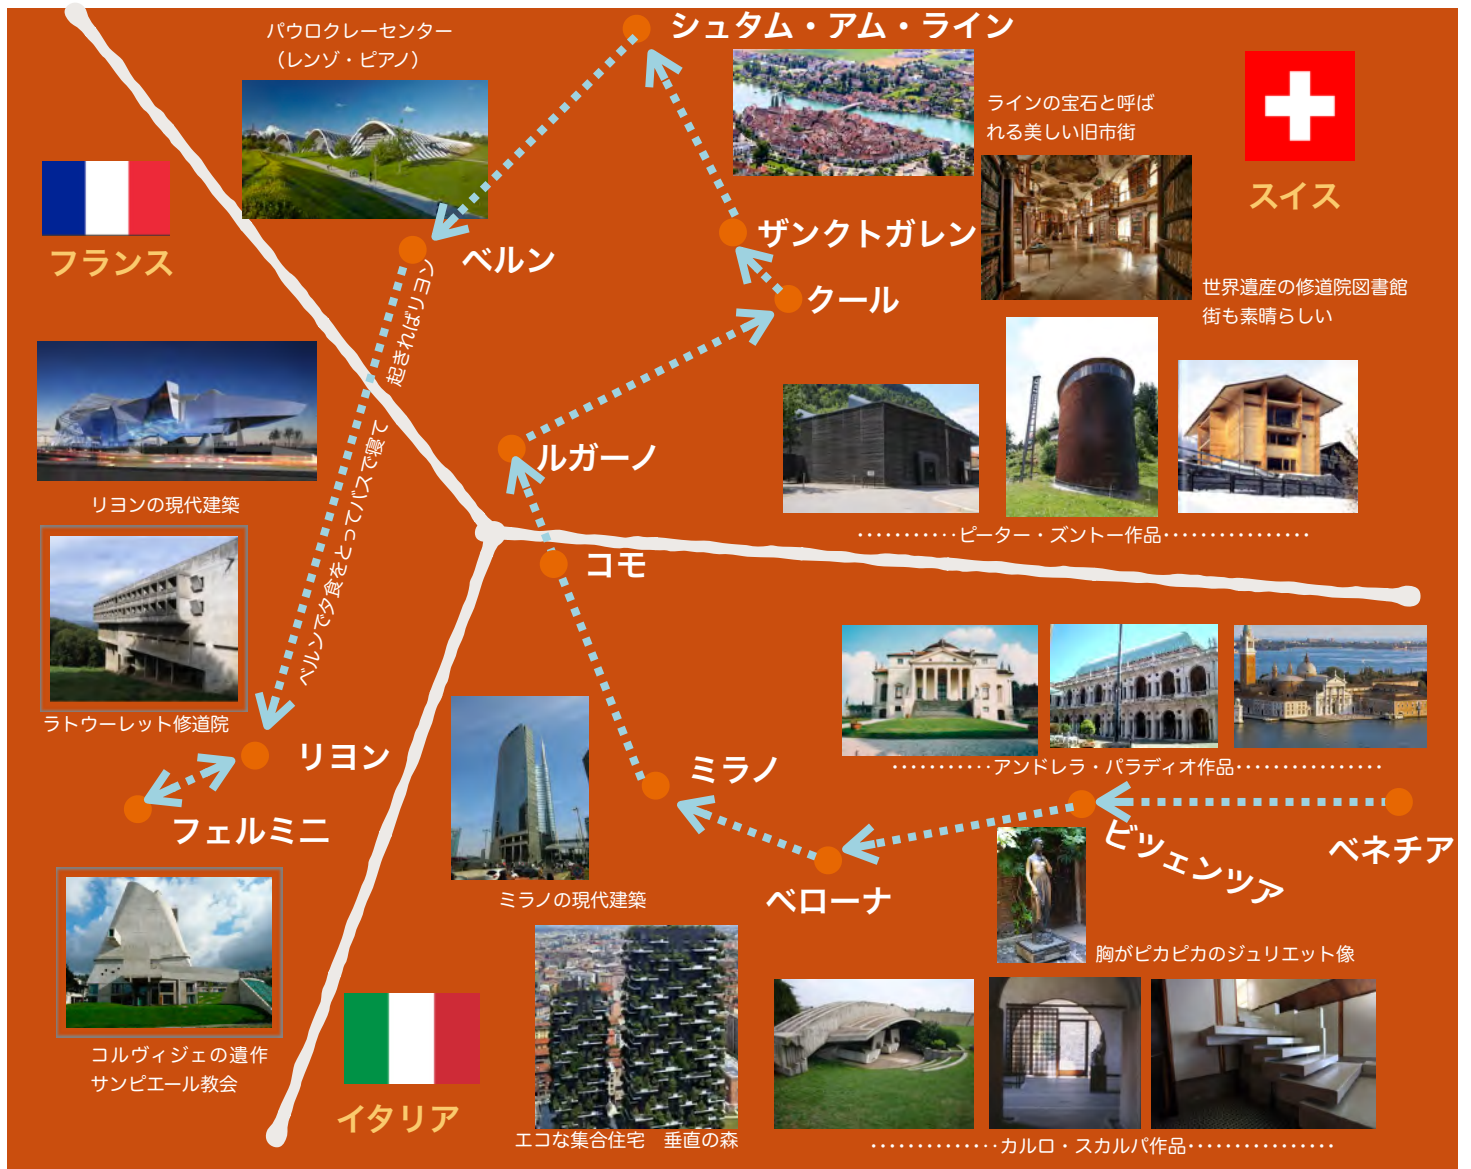 パウロクレーセンター
（レンゾ・ピアノ）
シュタム・アム・ライン
ラインの宝石と呼ば
れる美しい旧市街
スイス
フランス
ベルン
ザンクトガレン
クール
世界遺産の修道院図書館
街も素晴らしい
ベルンで夕食をとってバスで寝て　起きればリヨン
ルガーノ
リヨンの現代建築
‥‥‥‥‥ピーター・ズントー作品‥‥‥‥‥‥‥
コモ
ラトウーレット修道院
リヨン
ミラノ
‥‥‥‥‥‥アンドレラ・パラディオ作品‥‥‥‥‥‥‥
フェルミニ
ビツェンツア
ベネチア
ミラノの現代建築
ベローナ
胸がピカピカのジュリエット像
コルヴィジェの遺作
サンピエール教会
イタリア
エコな集合住宅　垂直の森
‥‥‥‥‥‥カルロ・スカルパ作品‥‥‥‥‥‥‥